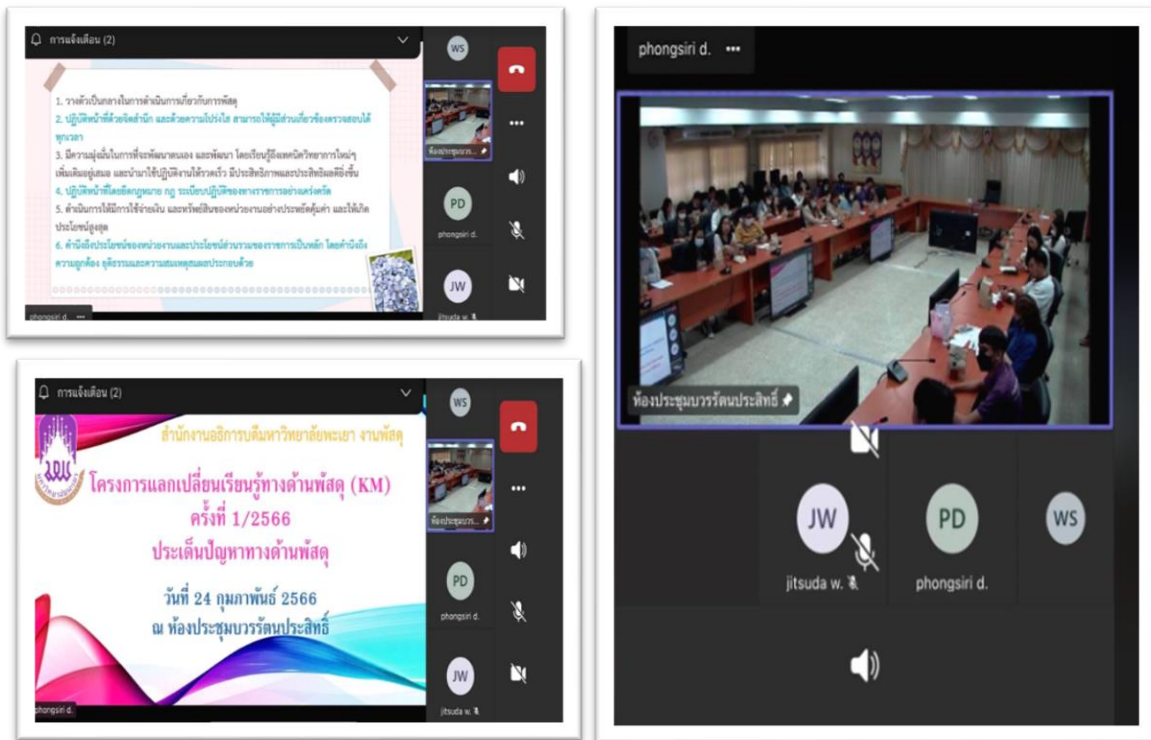 การแจ้งเตือน (2)
1. วางตัวเป็นกลางในการดำเนินการเกี่ยวกับการพัสดุ
2. ปฏิบัติหน้าที่ด้วยจิตสำนึก และด้วยความโปร่งใส สามารถให้ผู้มีส่วนเกี่ยวข้องตรวจสอบได้
ทุกเวลา
3. มีความมุ่งมั่นในการที่จะพัฒนาตนเอง และพัฒนา โดยเรียนรู้ถึงเทคนิควิทยาการใหม่ๆ
เพิ่มเติมอยู่เสมอ และนำมาใช้ปฏิบัติงานให้รวดเร็ว มีประสิทธิภาพและประสิทธิผลดียิ่งขึ้น
4. ปฏิบัติหน้าที่โดยยึดกฎหมาย กฎ ระเบียบปฏิบัติของทางราชการอย่างเคร่งครัด
5. ดำเนินการให้มีการใช้จ่ายเงิน และทรัพย์สินของหน่วยงานอย่างประหยัดคุ้มค่า และให้เกิด
ประโยชน์สูงสุด
6. คำนึงถึงประโยชน์ของหน่วยงานและประโยชน์ส่วนรวมของราชการเป็นหลัก โดยคำนึงถึง
ความถูกต้อง ยุติธรรมและความสมเหตุสมผลประกอบด้วย
phongsiri d.
WS
ห้องประชุมบวร...
PD
phongsiri d.
JW
jitsuda w.
การแจ้งเตือน (2)
สำนักงานอธิการบดีมหาวิทยาลัยพะเยา งานพัสดุ
โครงการแลกเปลี่ยนเรียนรู้ทางด้านพัสดุ (KM)
ครั้งที่ 1/2566
ประเด็นปัญหาทางด้านพัสดุ
วันที่ 24 กุมภาพันธ์ 2566
ณ ห้องประชุมบวรรัตนประสิทธิ์
phongsiri d.
WS
ห้องประชุมบวร...
PD
phongsiri d.
JW
jitsuda w.
phongsiri d.
ห้องประชุมบวรรัตนประสิทธิ์
JW
PD
WS
jitsuda w.
phongsiri d.